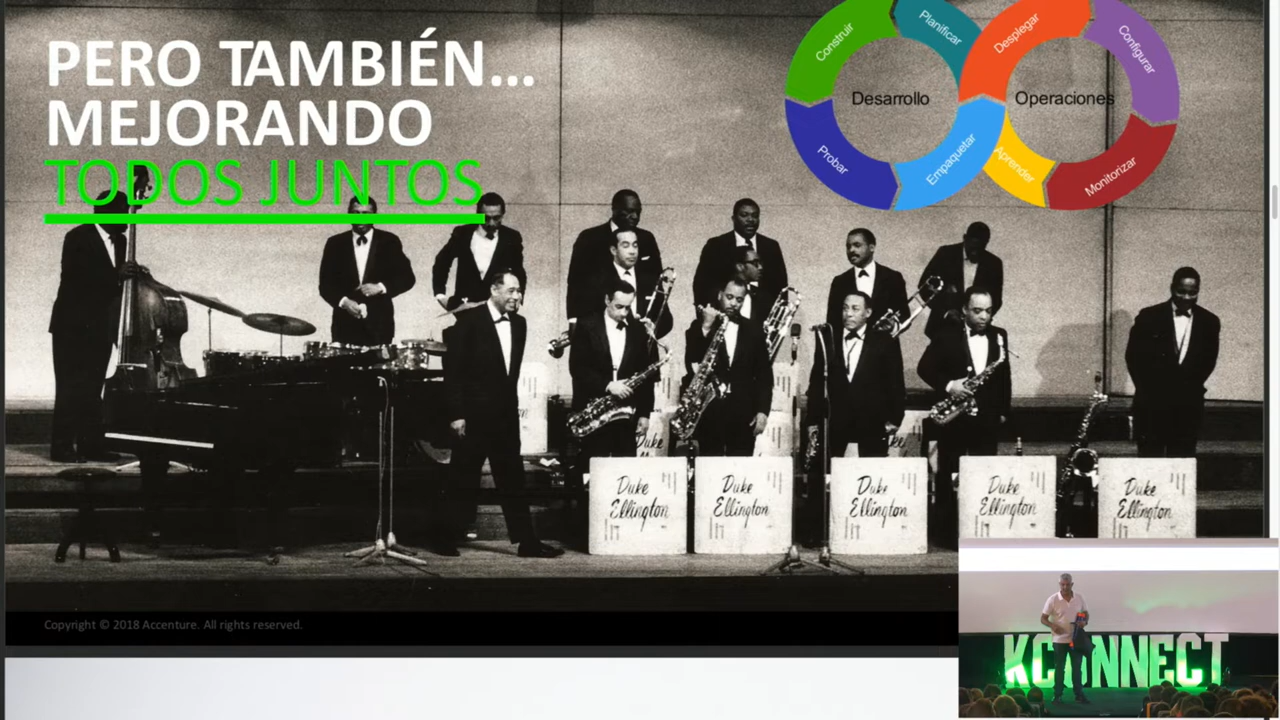 PERO TAMBIÉN...
MEJORANDO
TODOS JUNTOS
Construir
Planificar
Desplegar
Configurar
Desarrollo
Operaciones
Probar
Empaquetar
Aprender
Monitorizar
Duke
Duke
Ellington
Duke
Ellington
Duke
Ellington
Duke
Ellington
Duke
Ellington
Copyright © 2018 Accenture. All rights reserved.
KCONNECT